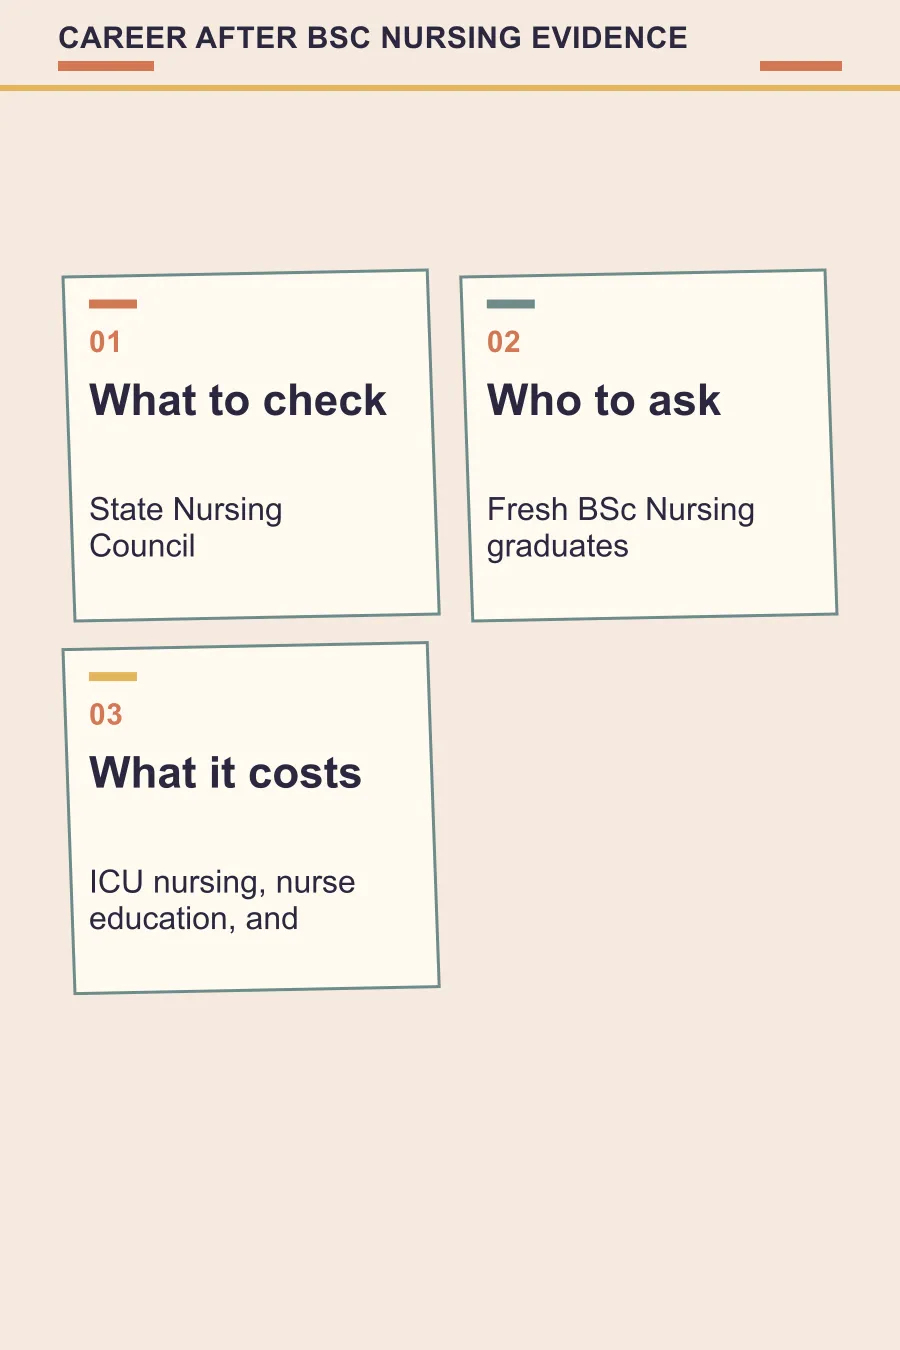 CAREER AFTER BSC NURSING EVIDENCE
01
What to check
State Nursing
Council
02
Who to ask
Fresh BSc Nursing
graduates
03
What it costs
ICU nursing, nurse
education, and